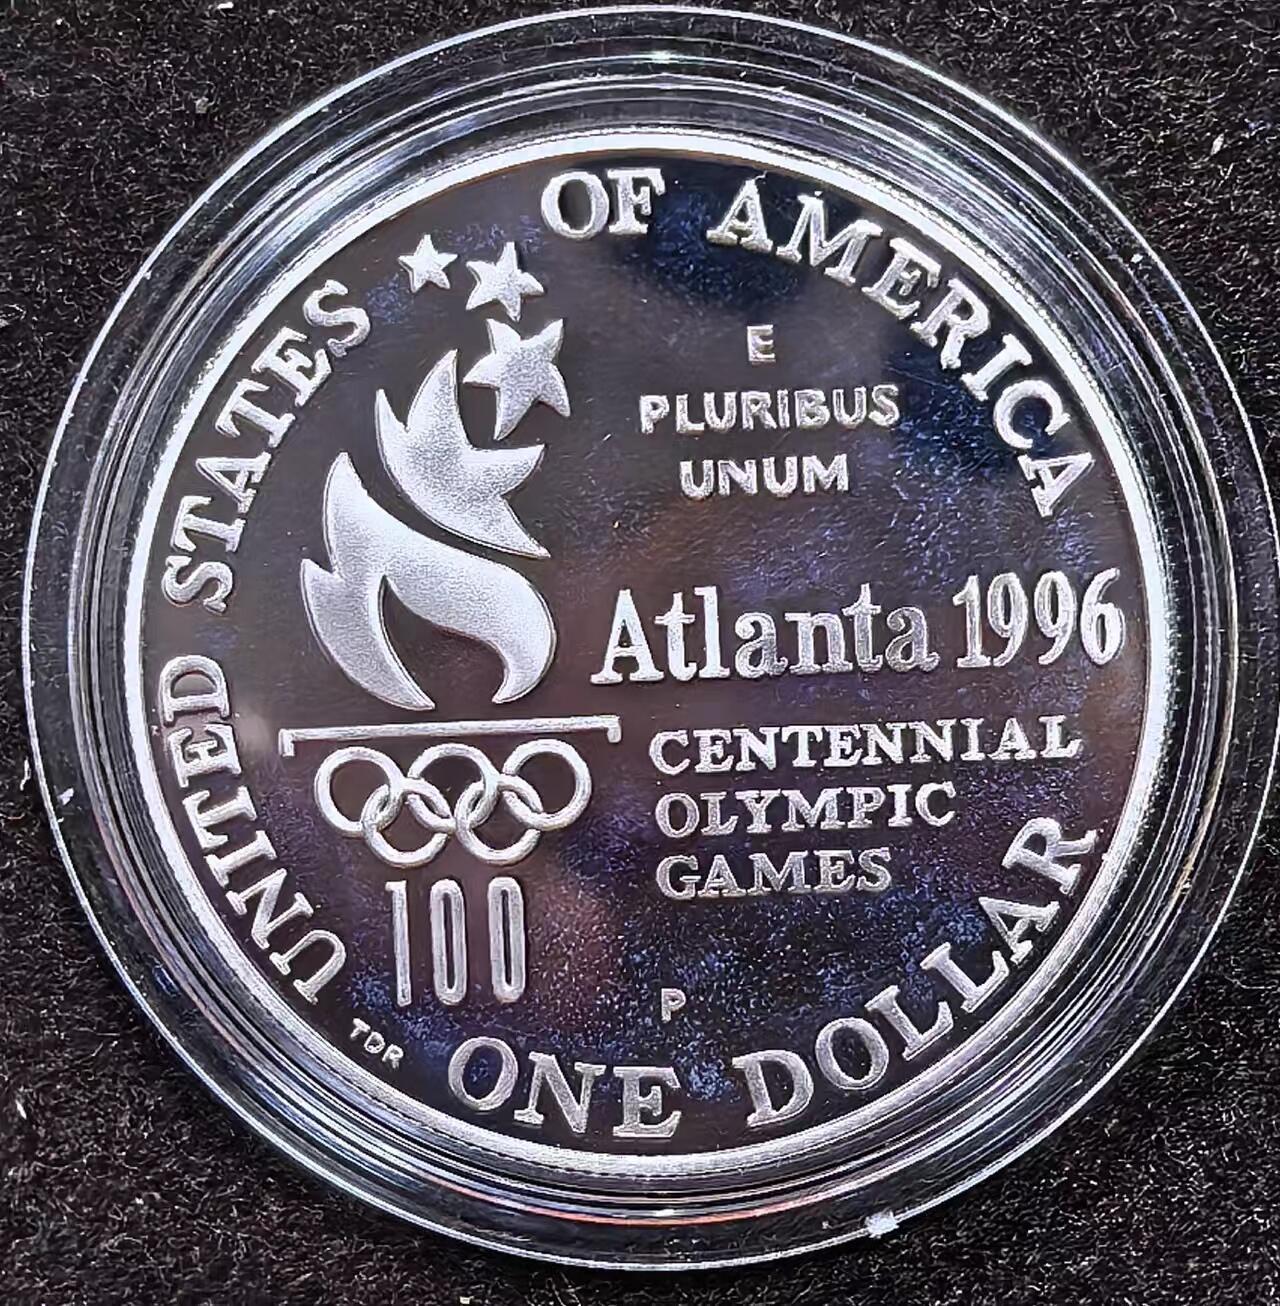 UNITED STATES OF AMERICA
E
PLURIBUS
UNUM
Atlanta 1996
CENTENNIAL
OLYMPIC
GAMES
100
P
TDR
ONE DOLLAR